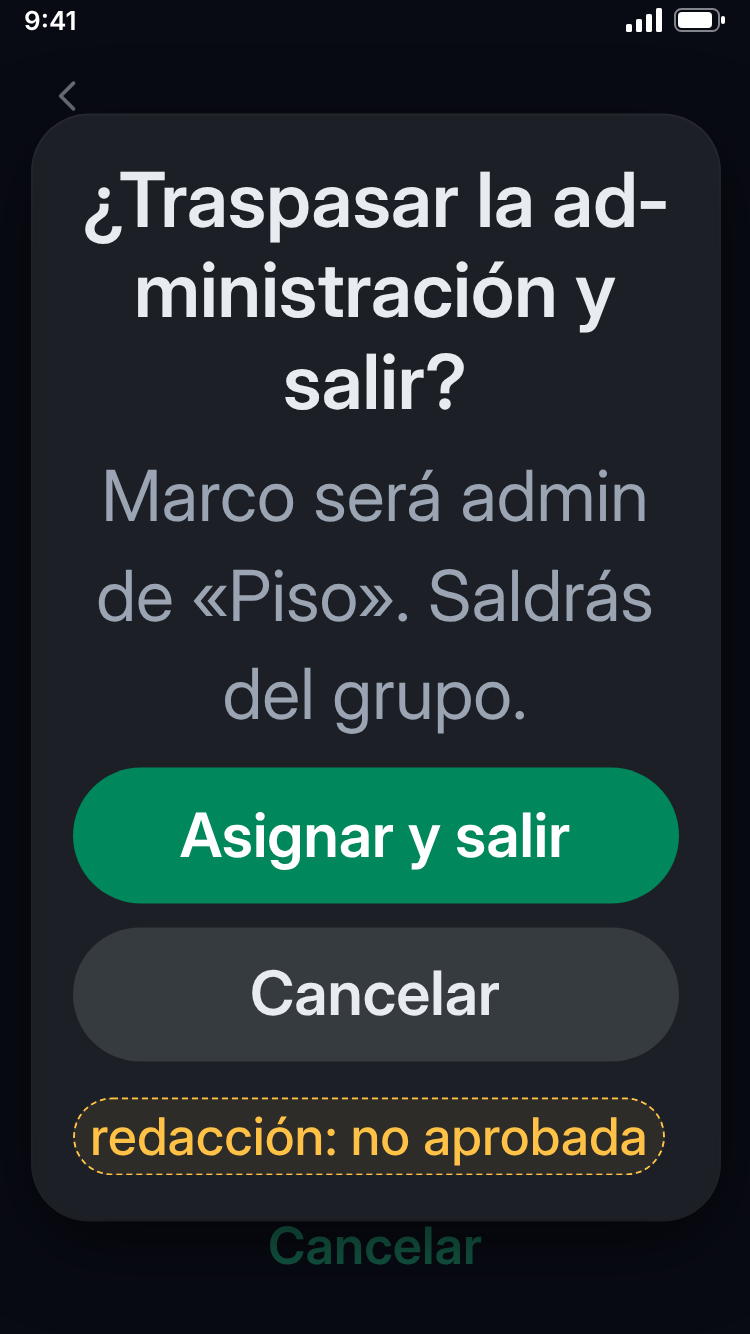 9:41
¿Traspasar la ad-
ministración y
salir?
Marco será admin
de «Piso». Saldrás
del grupo.
Asignar y salir
Cancelar
redacción: no aprobada
Cancelar